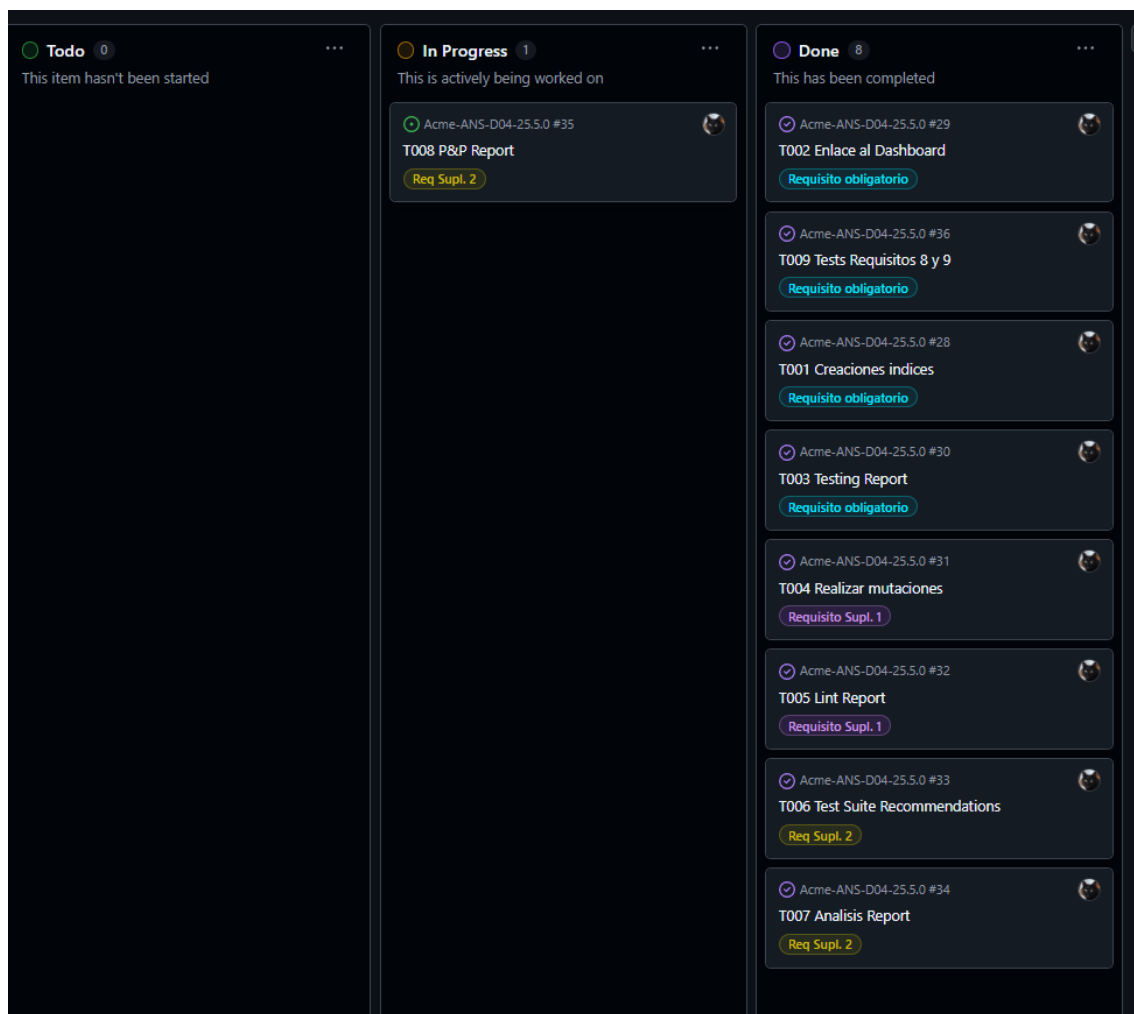 Todo 0
This item hasn't been started
In Progress 1
This is actively being worked on
Acme-ANS-D04-25.5.0 #35
T008 P&P Report
Req Supl. 2
Done 8
This has been completed
Acme-ANS-D04-25.5.0 #29
T002 Enlace al Dashboard
Requisito obligatorio
Acme-ANS-D04-25.5.0 #36
T009 Tests Requisitos 8 y 9
Requisito obligatorio
Acme-ANS-D04-25.5.0 #28
T001 Creaciones indices
Requisito obligatorio
Acme-ANS-D04-25.5.0 #30
T003 Testing Report
Requisito obligatorio
Acme-ANS-D04-25.5.0 #31
T004 Realizar mutaciones
Requisito Supl. 1
Acme-ANS-D04-25.5.0 #32
T005 Lint Report
Requisito Supl. 1
Acme-ANS-D04-25.5.0 #33
T006 Test Suite Recommendations
Req Supl. 2
Acme-ANS-D04-25.5.0 #34
T007 Analisis Report
Req Supl. 2